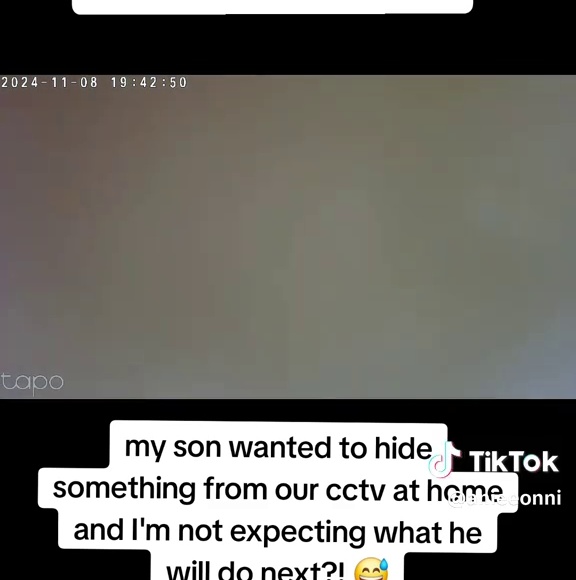 2024-11-08 19:42:50
tapo
my son wanted to hide
TikTok
something from our cctv at home
and I'm not expecting what he
will do next?! 😅